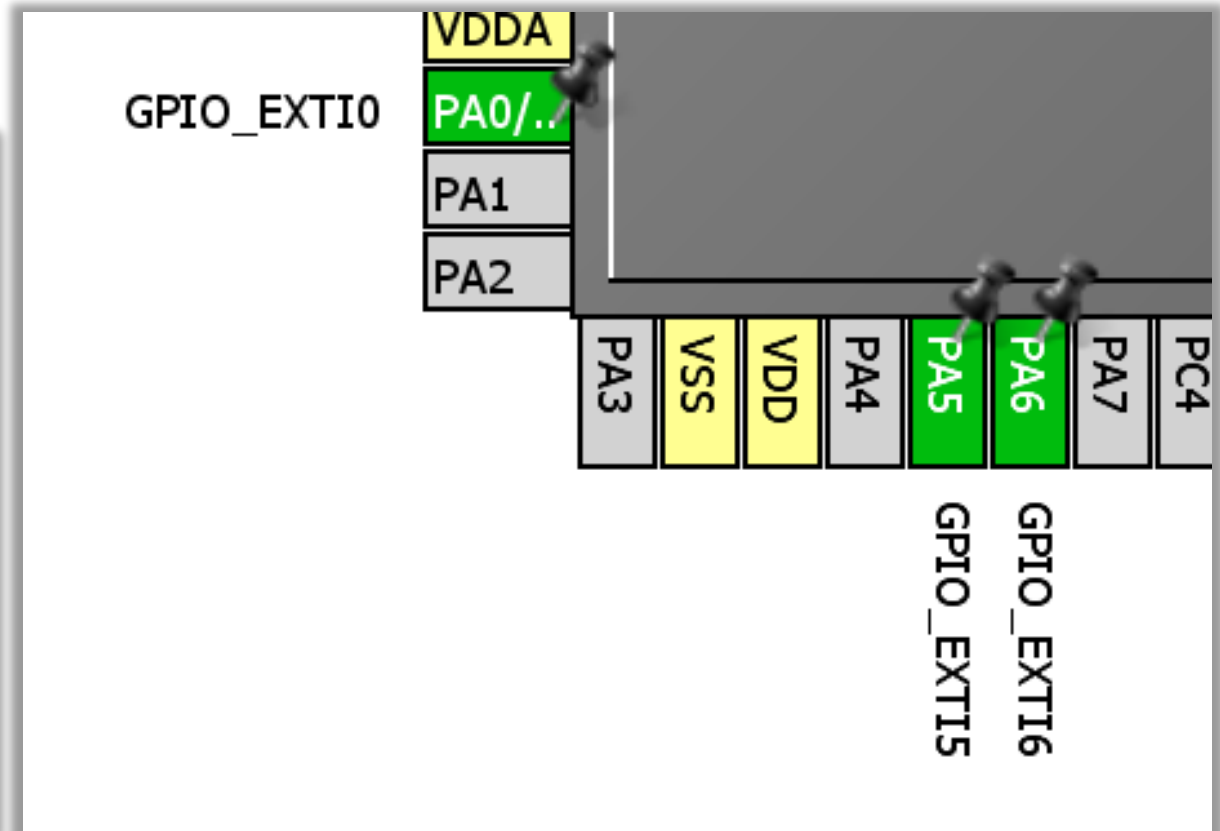 VDDA
GPIO_EXTI0
PA0/..
PA1
PA2
PA3
VSS
VDD
PA4
PA5
PA6
PA7
PC4
GPIO_EXTI5
GPIO_EXTI6